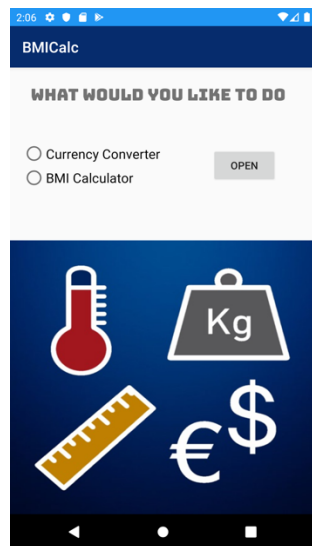 2:06
BMICalc
WHAT WOULD YOU LIKE TO DO
Currency Converter
OPEN
BMI Calculator
Kg
€ $